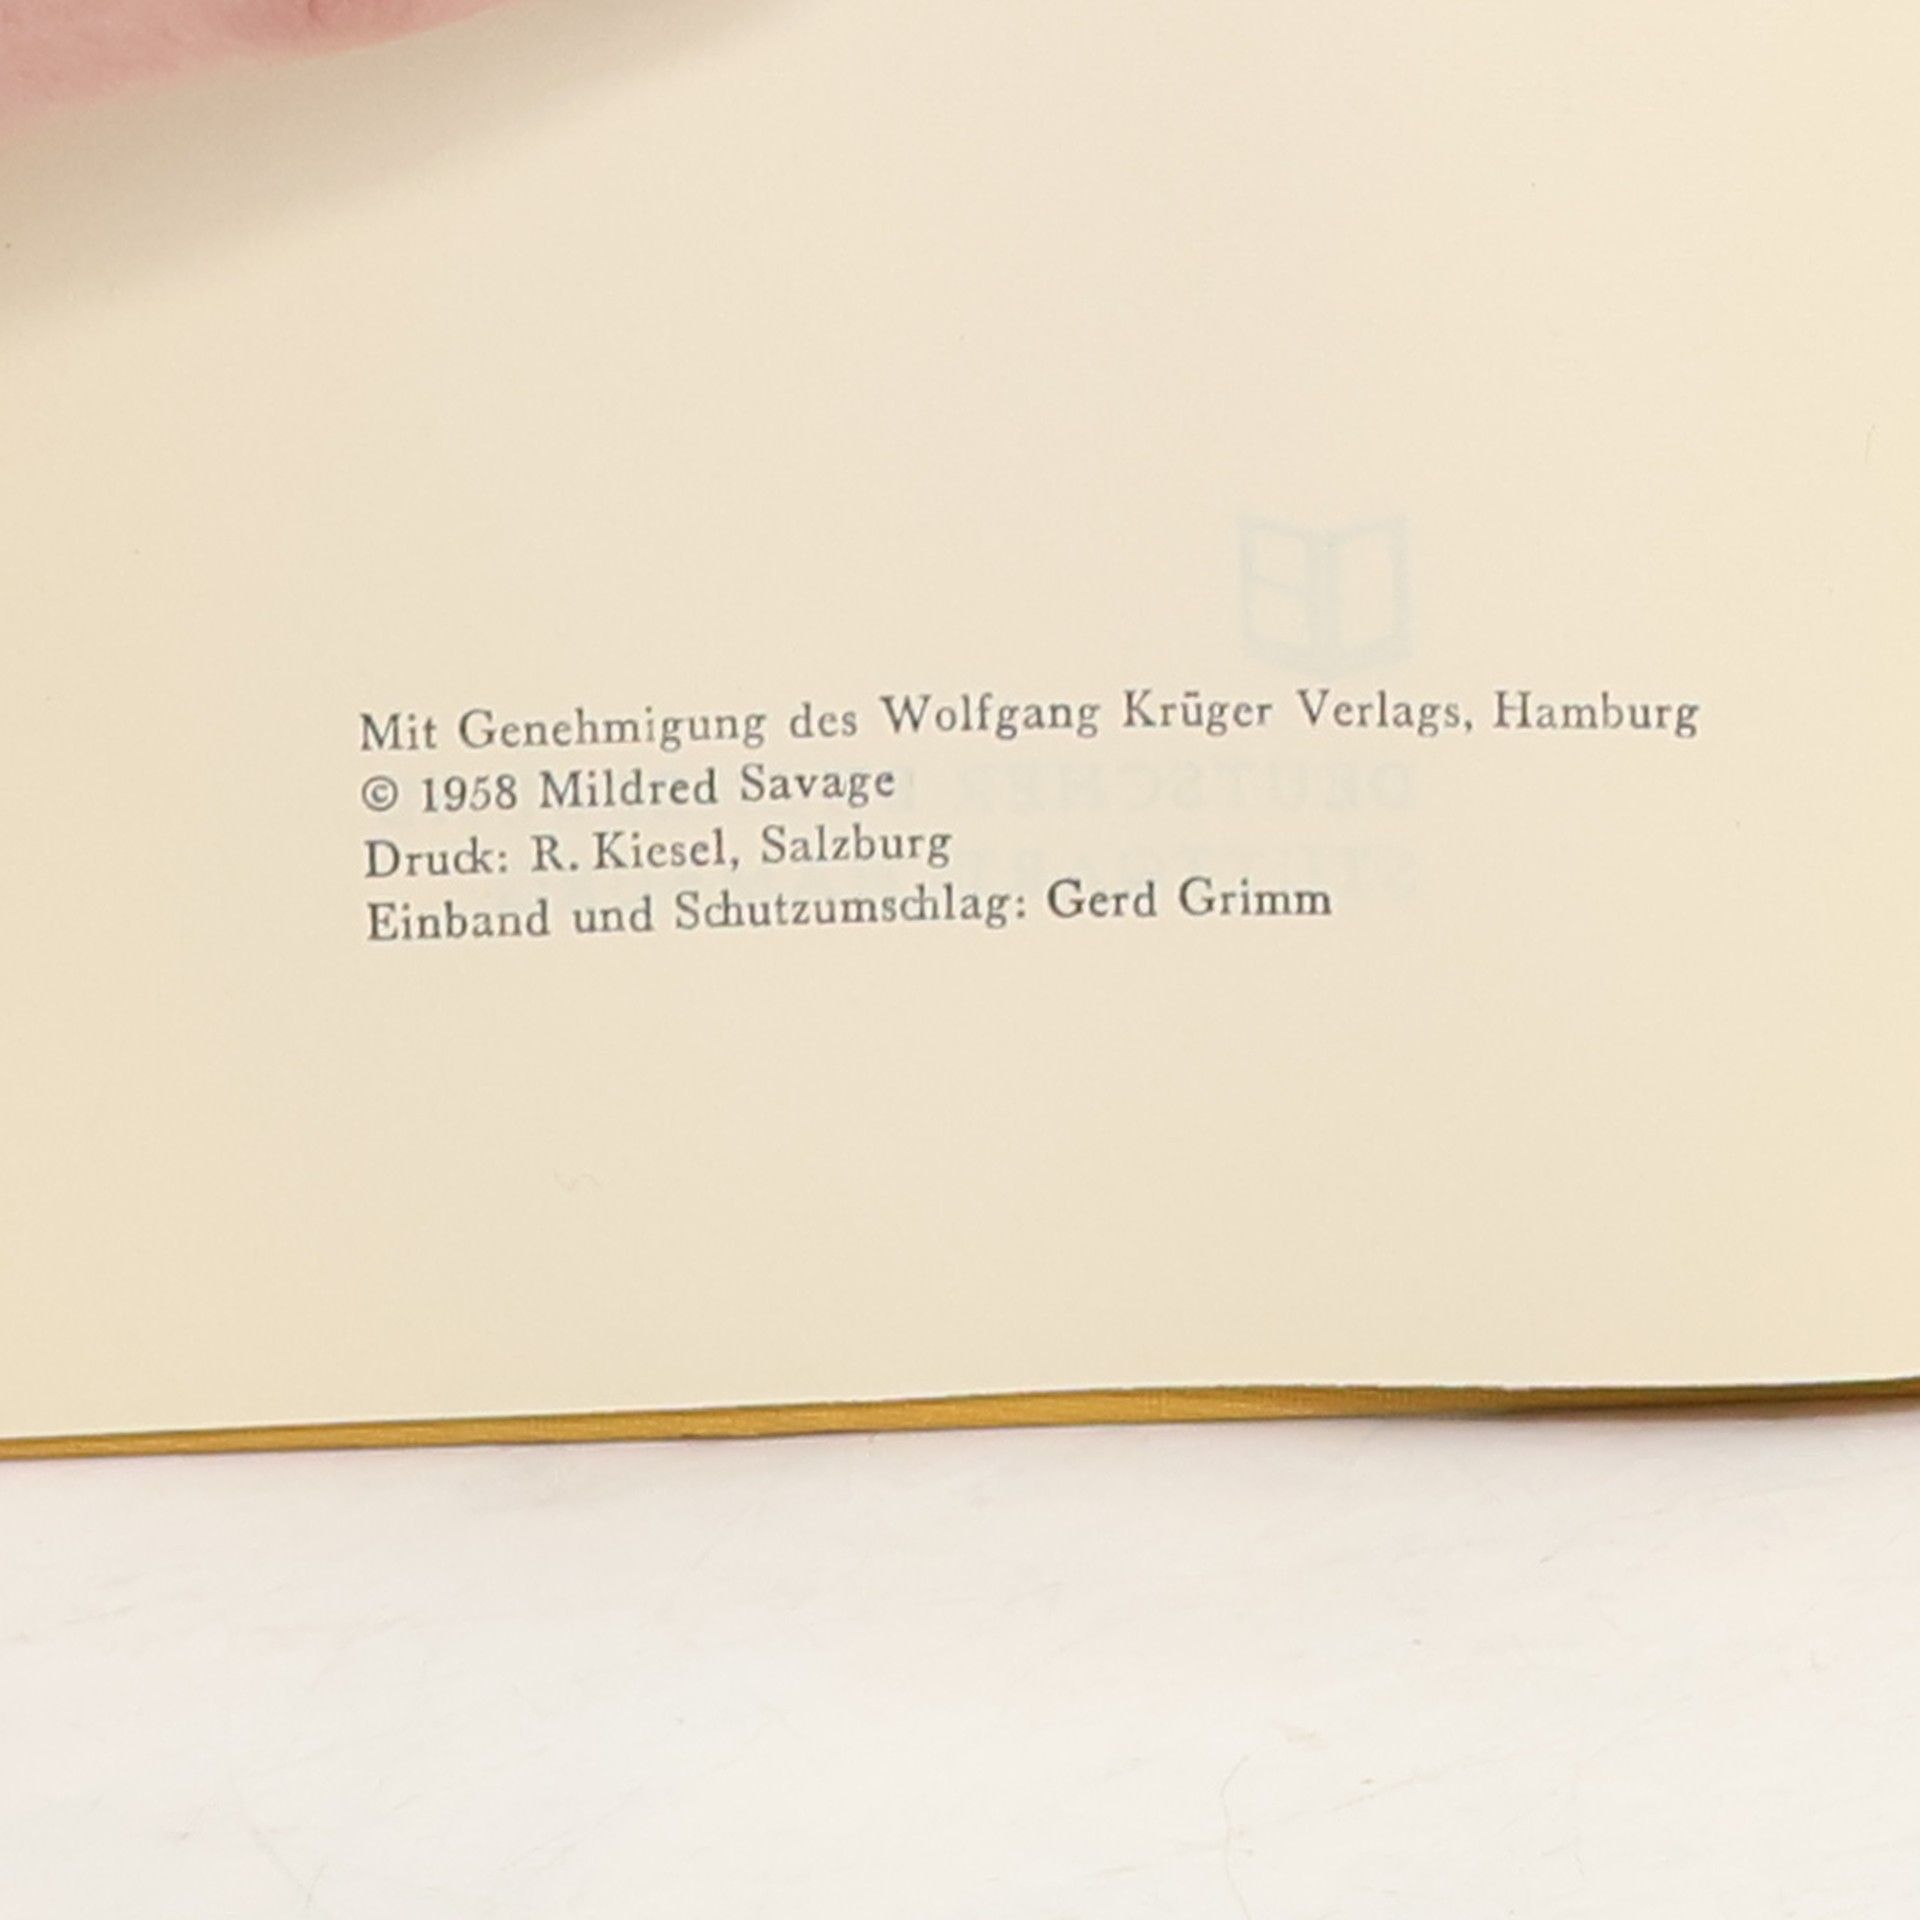 Mit Genehmigung des Wolfgang Krüger Verlags, Hamburg
© 1958 Mildred Savage
Druck: R. Kiesel, Salzburg
Einband und Schutzumschlag: Gerd Grimm